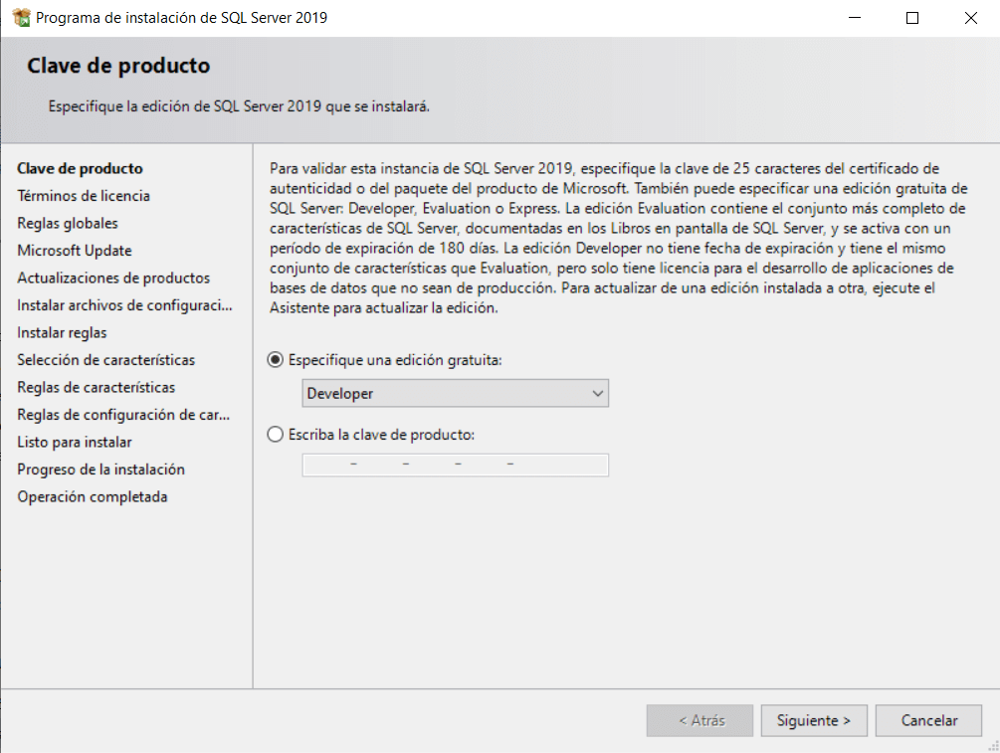 Programa de instalación de SQL Server 2019
Clave de producto
Especifique la edición de SQL Server 2019 que se instalará.
Clave de producto
Términos de licencia
Reglas globales
Microsoft Update
Actualizaciones de productos
Instalar archivos de configuraci...
Instalar reglas
Selección de características
Reglas de características
Reglas de configuración de car...
Listo para instalar
Progreso de la instalación
Operación completada
Para validar esta instancia de SQL Server 2019, especifique la clave de 25 caracteres del certificado de
autenticidad o del paquete del producto de Microsoft. También puede especificar una edición gratuita de
SQL Server: Developer, Evaluation o Express. La edición Evaluation contiene el conjunto más completo de
características de SQL Server, documentadas en los Libros en pantalla de SQL Server, y se activa con un
período de expiración de 180 días. La edición Developer no tiene fecha de expiración y tiene el mismo
conjunto de características que Evaluation, pero solo tiene licencia para el desarrollo de aplicaciones de
bases de datos que no sean de producción. Para actualizar de una edición instalada a otra, ejecute el
Asistente para actualizar la edición.
Especifique una edición gratuita:
Developer
Escriba la clave de producto:
– – – –
< Atrás
Siguiente >
Cancelar